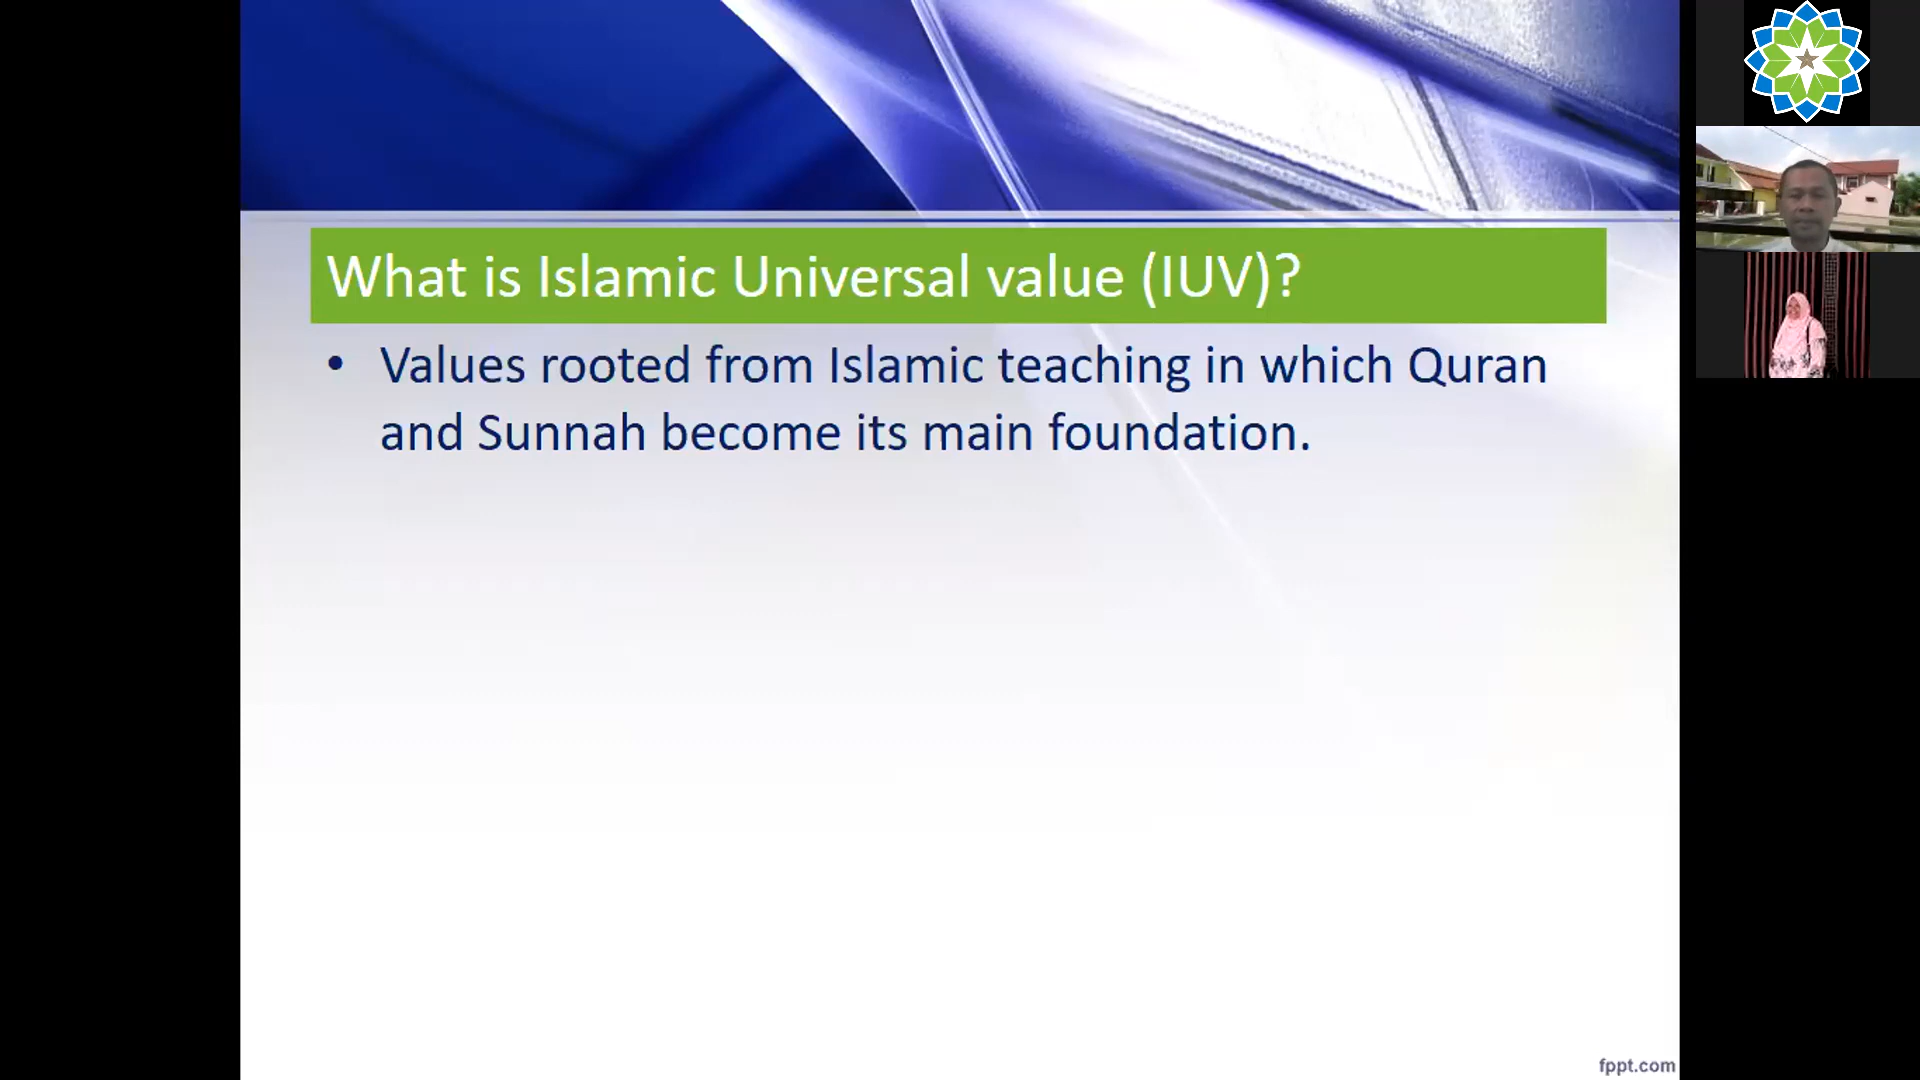 What is Islamic Universal value (IUV)?
• Values rooted from Islamic teaching in which Quran
and Sunnah become its main foundation.
fppt.com